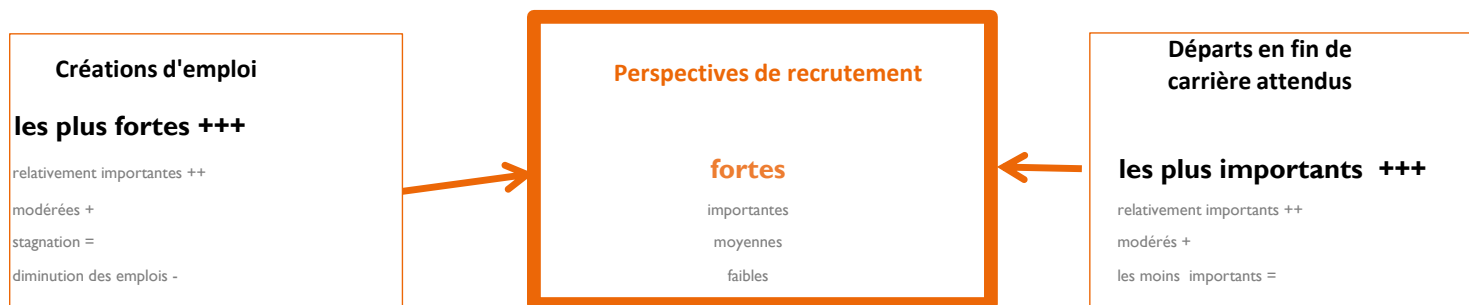 Créations d'emploi
les plus fortes +++
relativement importantes ++
modérées +
stagnation =
diminution des emplois -
Perspectives de recrutement
fortes
importantes
moyennes
faibles
Départs en fin de
carrière attendus
les plus importants +++
relativement importants ++
modérés +
les moins importants =